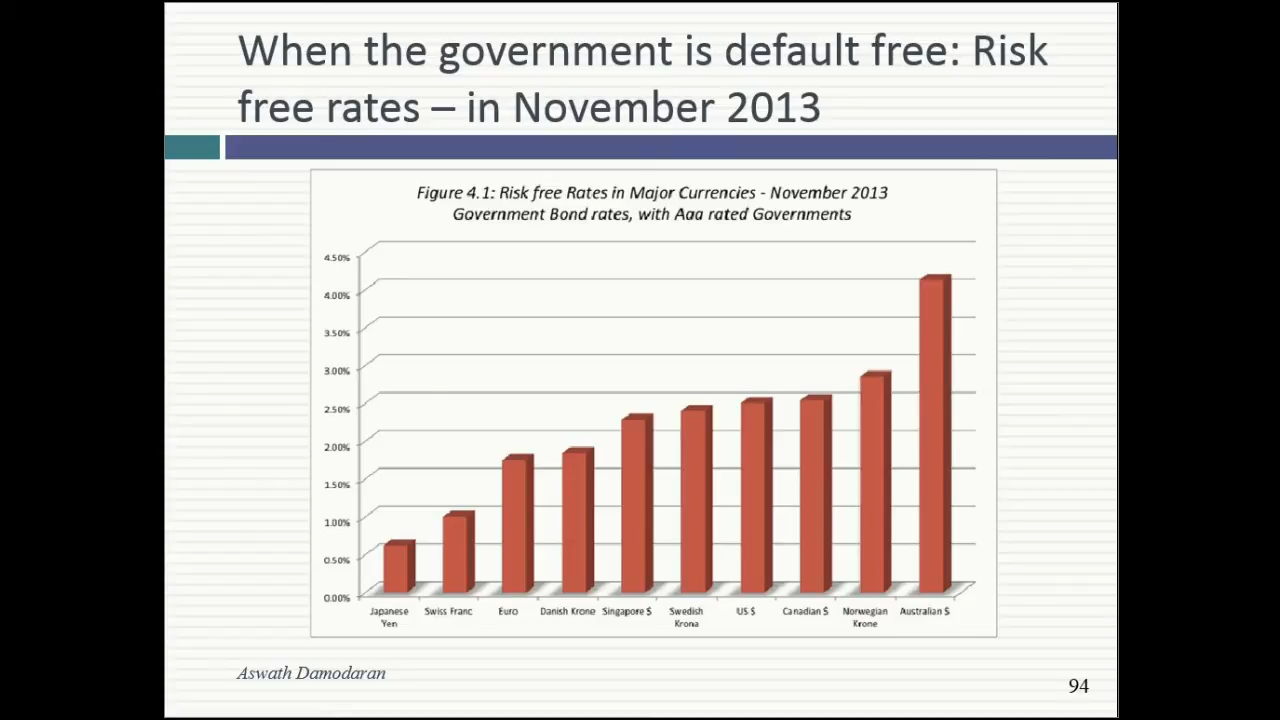 When the government is default free: Risk
free rates – in November 2013
Figure 4.1: Risk free Rates in Major Currencies - November 2013
Government Bond rates, with Aaa rated Governments
4.50%
4.00%
3.50%
3.00%
2.50%
2.00%
1.50%
1.00%
0.50%
0.00%
Japanese Yen
Swiss Franc
Euro
Danish Krone
Singapore $
Swedish Krona
US $
Canadian $
Norwegian Krone
Australian $
Aswath Damodaran
94